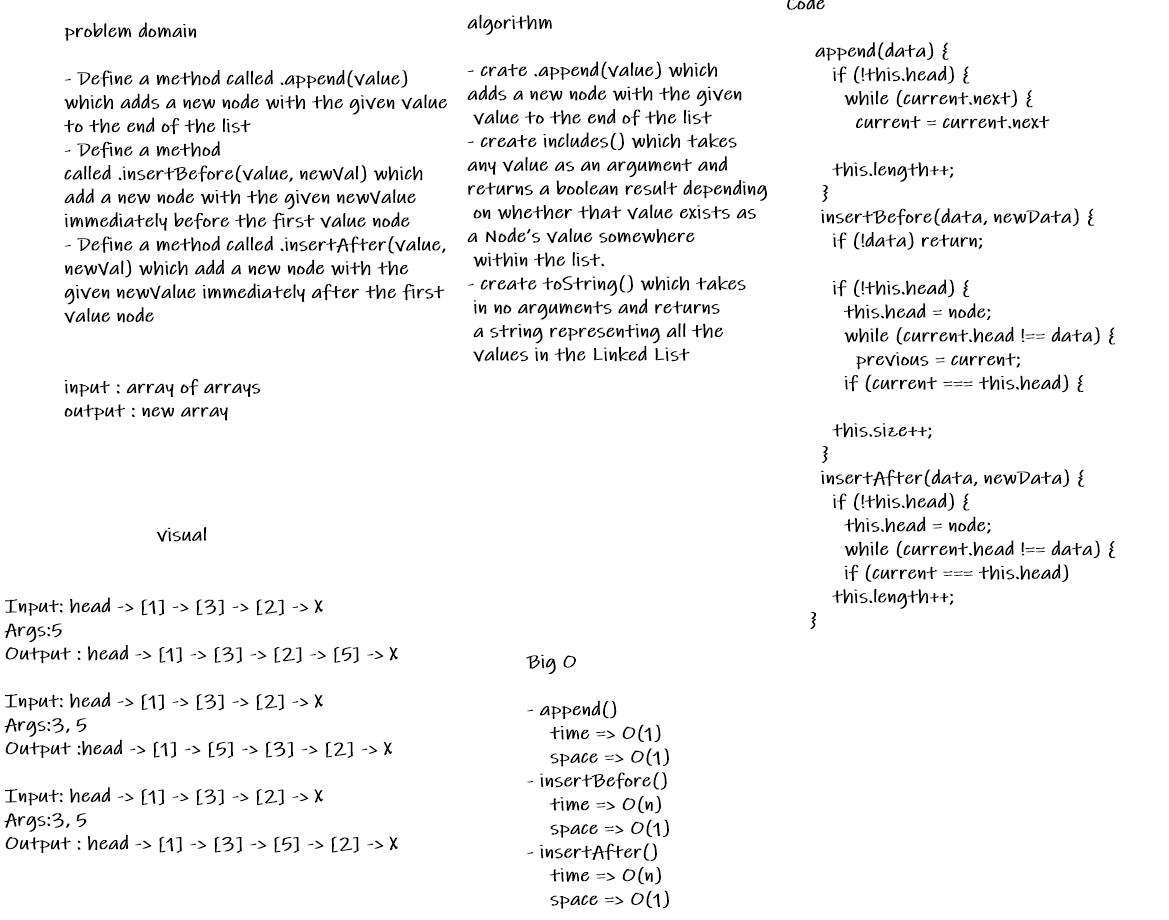 problem domain
- Define a method called .append(value)
which adds a new node with the given value
to the end of the list
- Define a method
called .insertBefore(value, newVal) which
add a new node with the given newValue
immediately before the first value node
- Define a method called .insertAfter(value,
newVal) which add a new node with the
given newValue immediately after the first
value node
input : array of arrays
output : new array
algorithm
- crate .append(value) which
adds a new node with the given
value to the end of the list
- create includes() which takes
any value as an argument and
returns a boolean result depending
on whether that value exists as
a Node's value somewhere
within the list.
- create toString() which takes
in no arguments and returns
a string representing all the
values in the Linked List
Code
append(data) {
if (!this.head) {
while (current.next) {
current = current.next
this.length++;
}
insertBefore(data, newData) {
if (!data) return;
if (!this.head) {
this.head = node;
while (current.head !== data) {
previous = current;
if (current === this.head) {
this.size++;
}
insertAfter(data, newData) {
if (!this.head) {
this.head = node;
while (current.head !== data) {
if (current === this.head)
this.length++;
}
visual
Input: head -> [1] -> [3] -> [2] -> X
Args:5
Output : head -> [1] -> [3] -> [2] -> [5] -> X
Input: head -> [1] -> [3] -> [2] -> X
Args:3, 5
Output :head -> [1] -> [5] -> [3] -> [2] -> X
Input: head -> [1] -> [3] -> [2] -> X
Args:3, 5
Output : head -> [1] -> [3] -> [5] -> [2] -> X
Big O
- append()
time => O(1)
space => O(1)
- insertBefore()
time => O(n)
space => O(1)
- insertAfter()
time => O(n)
space => O(1)